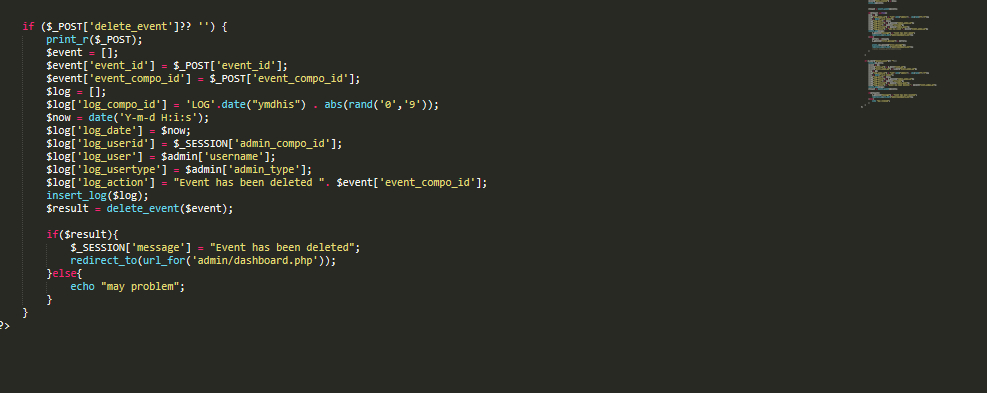 if ($_POST['delete_event']?? '') {
print_r($_POST);
$event = [];
$event['event_id'] = $_POST['event_id'];
$event['event_compo_id'] = $_POST['event_compo_id'];
$log = [];
$log['log_compo_id'] = 'LOG'.date("ymdhis") . abs(rand('0','9'));
$now = date('Y-m-d H:i:s');
$log['log_date'] = $now;
$log['log_userid'] = $_SESSION['admin_compo_id'];
$log['log_user'] = $admin['username'];
$log['log_usertype'] = $admin['admin_type'];
$log['log_action'] = "Event has been deleted ". $event['event_compo_id'];
insert_log($log);
$result = delete_event($event);
if($result){
$_SESSION['message'] = "Event has been deleted";
redirect_to(url_for('admin/dashboard.php'));
}else{
echo "may problem";
}
}
?>